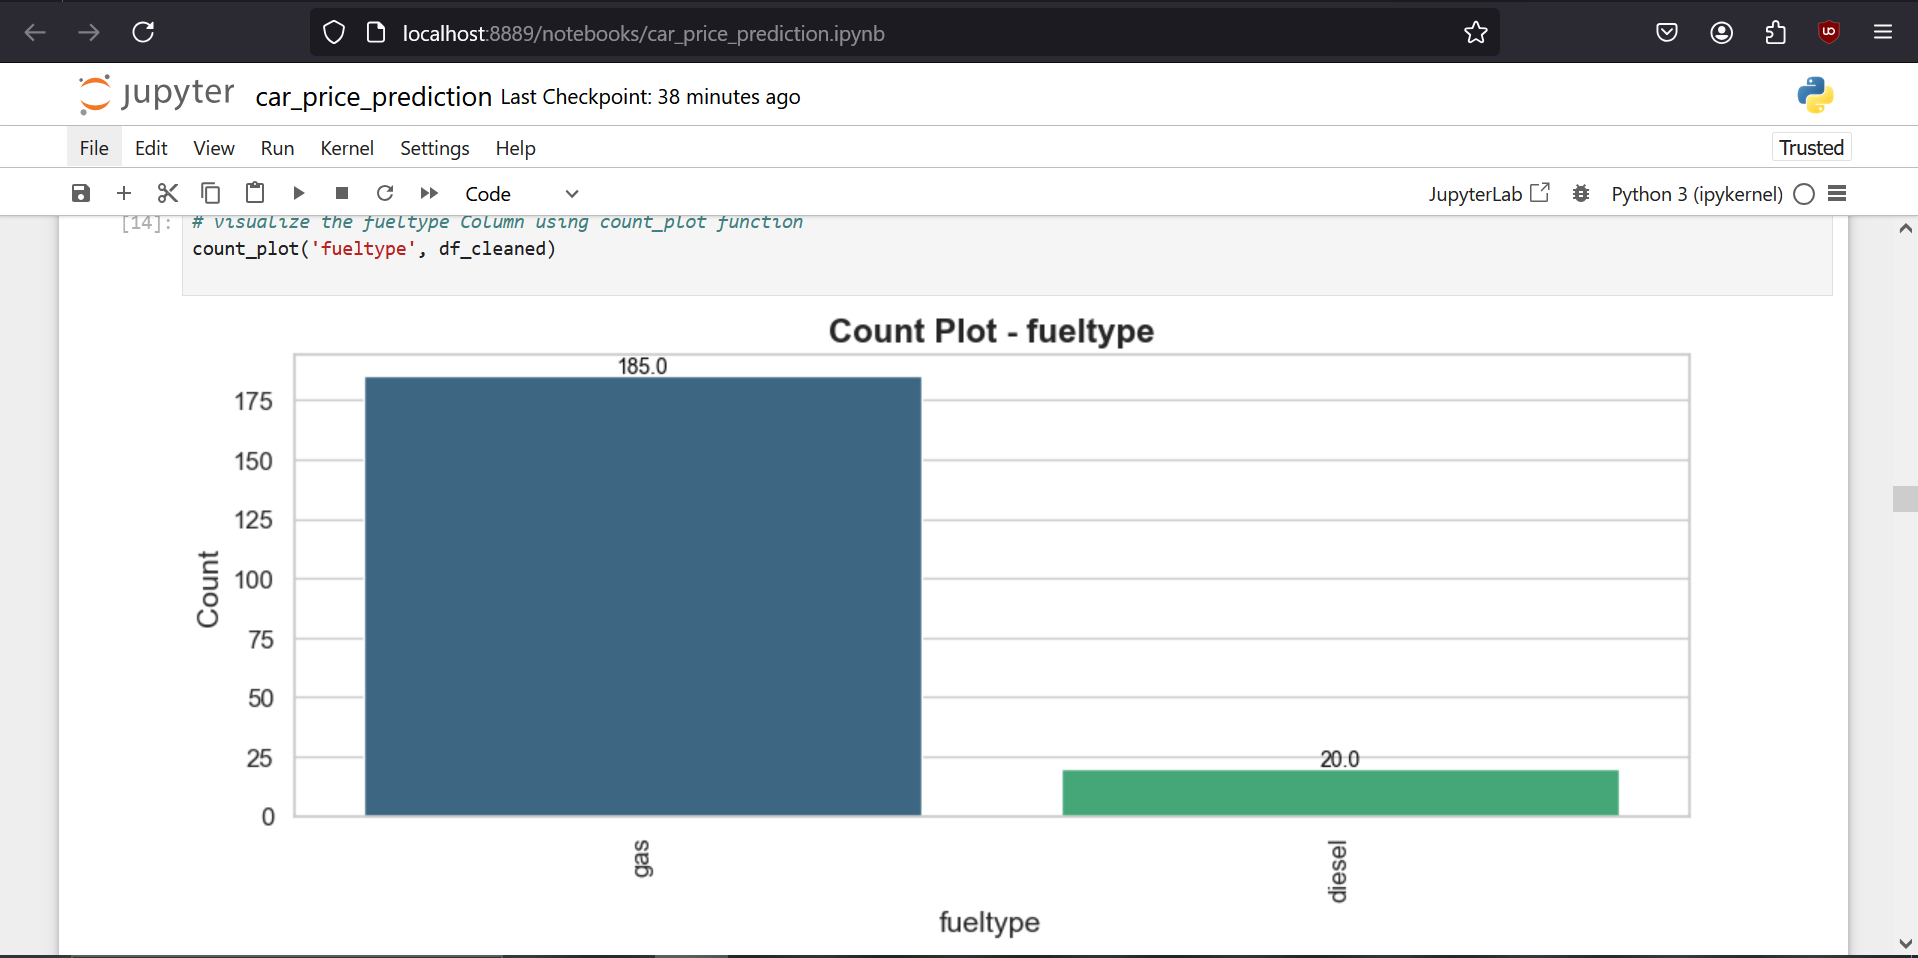 localhost:8889/notebooks/car_price_prediction.ipynb
jupyter car_price_prediction Last Checkpoint: 38 minutes ago
File Edit View Run Kernel Settings Help Trusted
Code JupyterLab Python 3 (ipykernel)
[14]: # visualize the fueltype Column using count_plot function
count_plot('fueltype', df_cleaned)
Count Plot - fueltype
185.0
175
150
125
100
75
50
25
0
Count
20.0
gas
diesel
fueltype